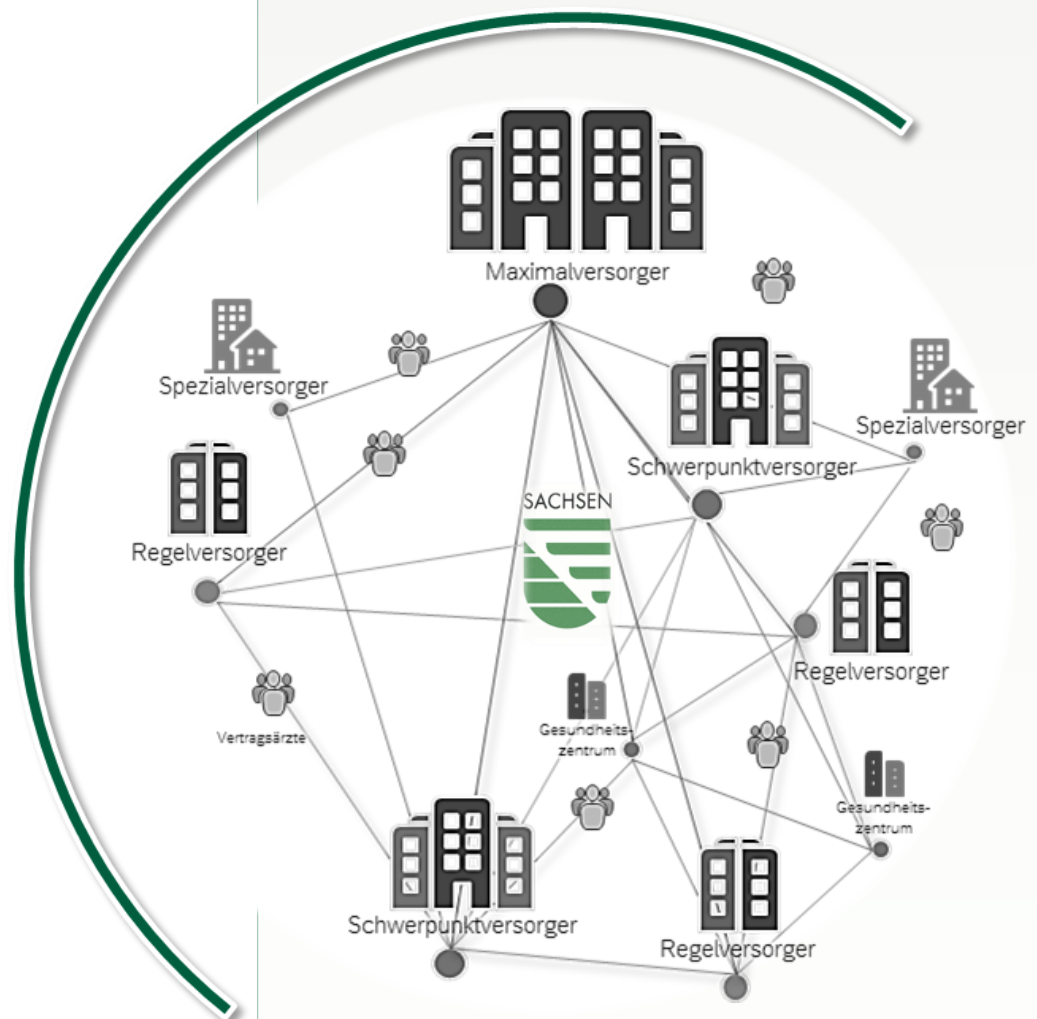 Maximalversorger
Spezialversorger
Spezialversorger
Schwerpunktversorger
SACHSEN
Regelversorger
Regelversorger
Gesundheits-
zentrum
Vertragsärzte
Gesundheits-
zentrum
Schwerpunktversorger
Regelversorger